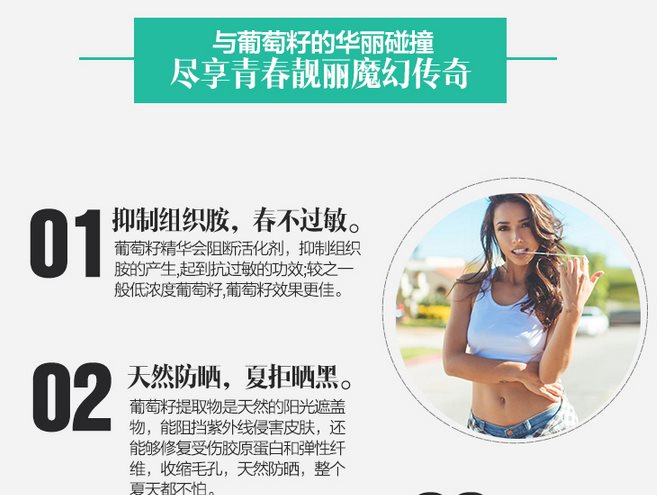 与葡萄籽的华丽碰撞
尽享青春靓丽魔幻传奇
01
抑制组织胺，春不过敏。
葡萄籽精华会阻断活化剂，抑制组织
胺的产生,起到抗过敏的功效;较之一
般低浓度葡萄籽,葡萄籽效果更佳。
02
天然防晒，夏拒晒黑。
葡萄籽提取物是天然的阳光遮盖
物，能阻挡紫外线侵害皮肤，还
能够修复受伤胶原蛋白和弹性纤
维，收缩毛孔，天然防晒，整个
夏天都不怕。